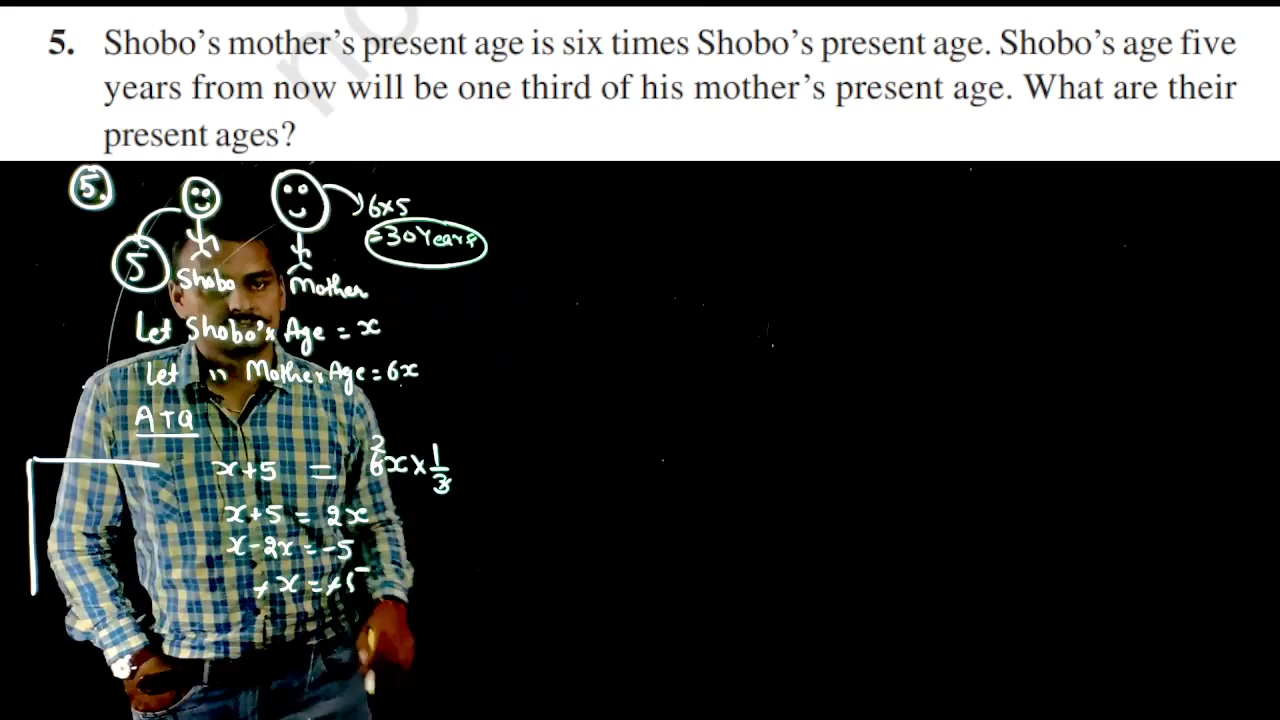 5. Shobo’s mother’s present age is six times Shobo’s present age. Shobo’s age five
years from now will be one third of his mother’s present age. What are their
present ages?
5.
6×5
=30 Years
5
Shobo
Mother
Let Shobo's Age = x
Let " Mother Age = 6x
ATQ
x+5 = 6x × 1/3
2
x+5 = 2x
x-2x = -5
-x = -5